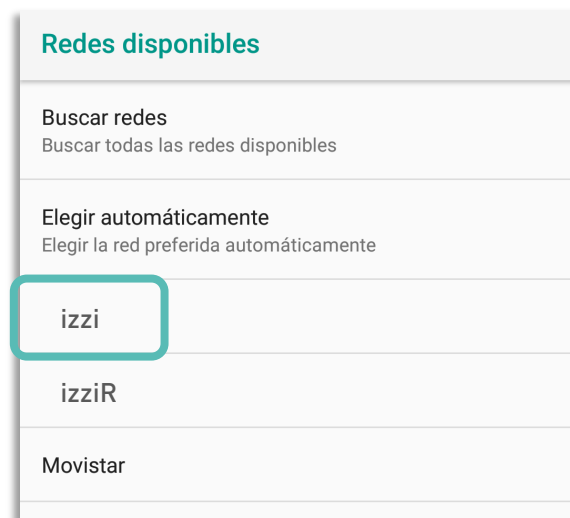 Redes disponibles
Buscar redes
Buscar todas las redes disponibles
Elegir automáticamente
Elegir la red preferida automáticamente
izzi
izziR
Movistar